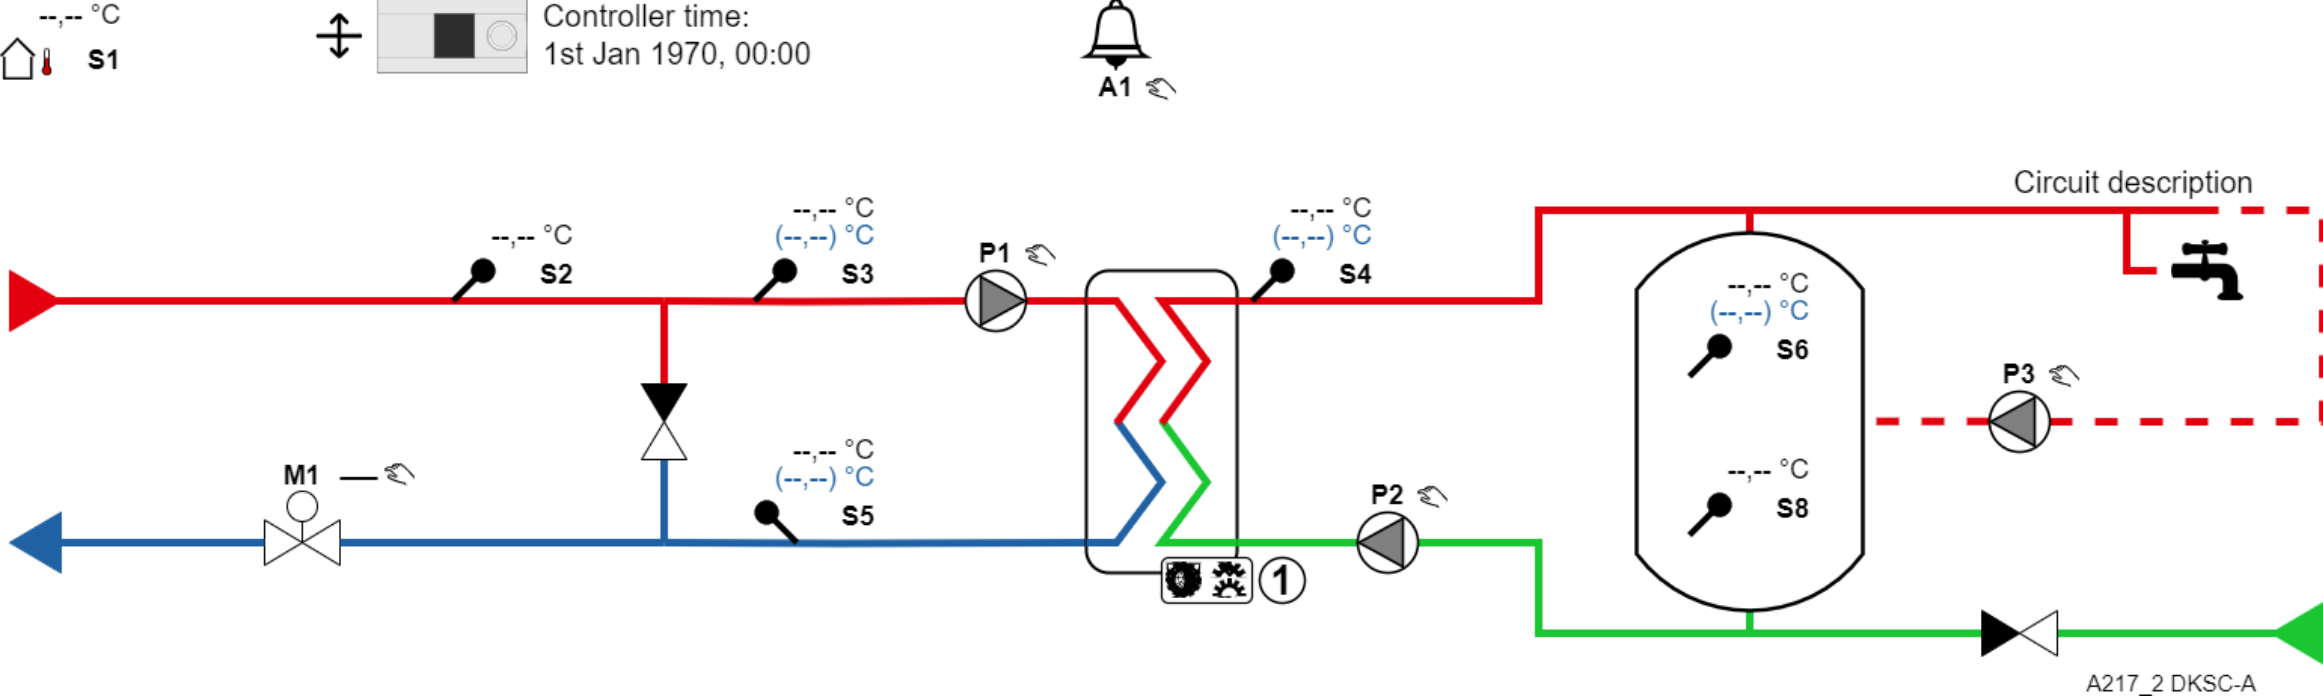 --,-- °C
S1
Controller time:
1st Jan 1970, 00:00
A1
Circuit description
--,-- °C
S2
--,-- °C
(--,--) °C
S3
P1
--,-- °C
(--,--) °C
S4
--,-- °C
(--,--) °C
S6
P3
M1
--,-- °C
(--,--) °C
S5
P2
--,-- °C
S8
1
A217_2 DKSC-A